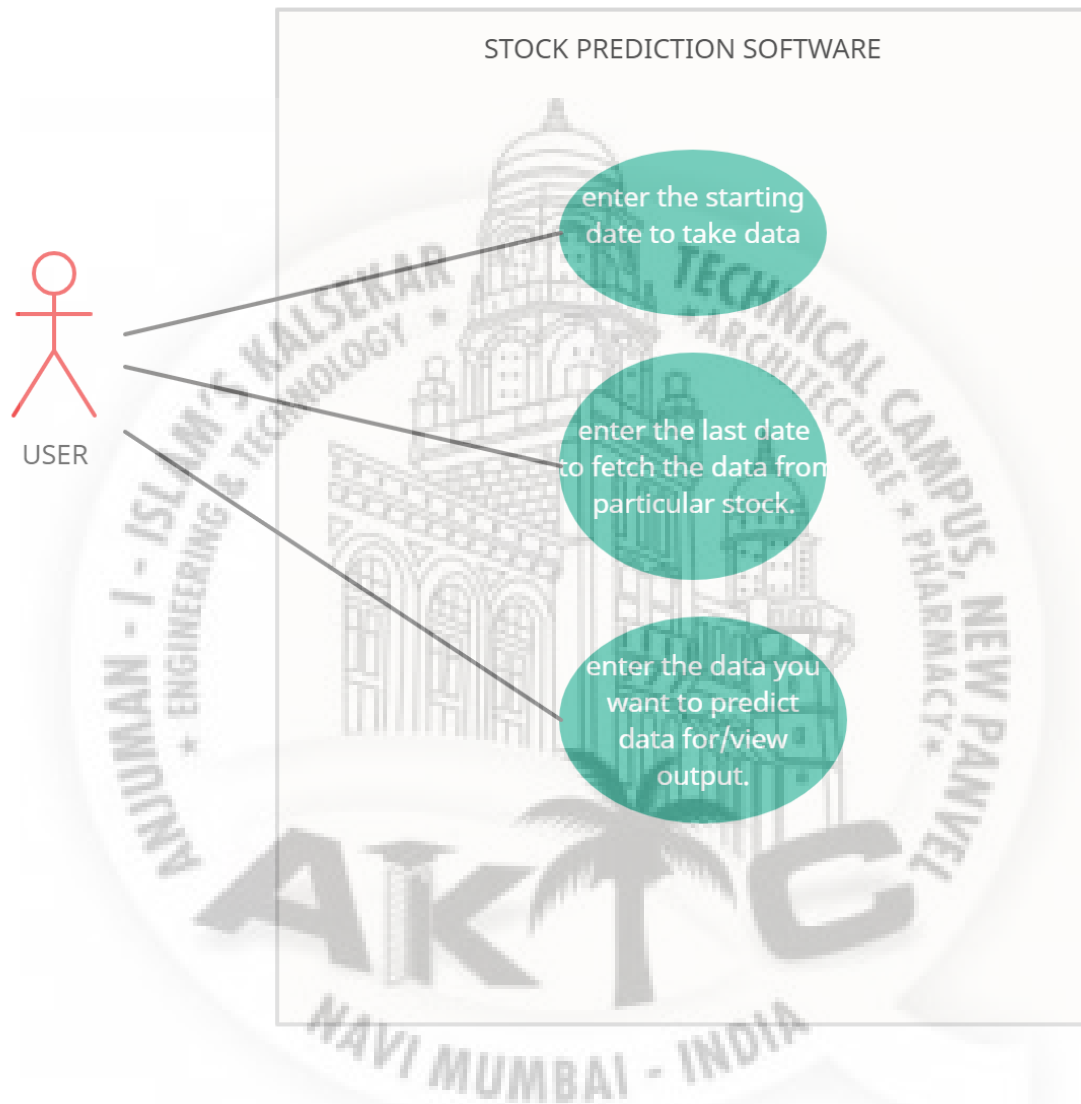 STOCK PREDICTION SOFTWARE
enter the starting
date to take data
USER
enter the last date
to fetch the data from
particular stock.
enter the data you
want to predict
data for/view
output.
ANJUMAN - I - ISLAM'S KALSEKAR TECHNICAL CAMPUS, NEW PANVEL
* ENGINEERING & TECHNOLOGY * *ARCHITECTURE * PHARMACY *
AKTC
NAVI MUMBAI - INDIA